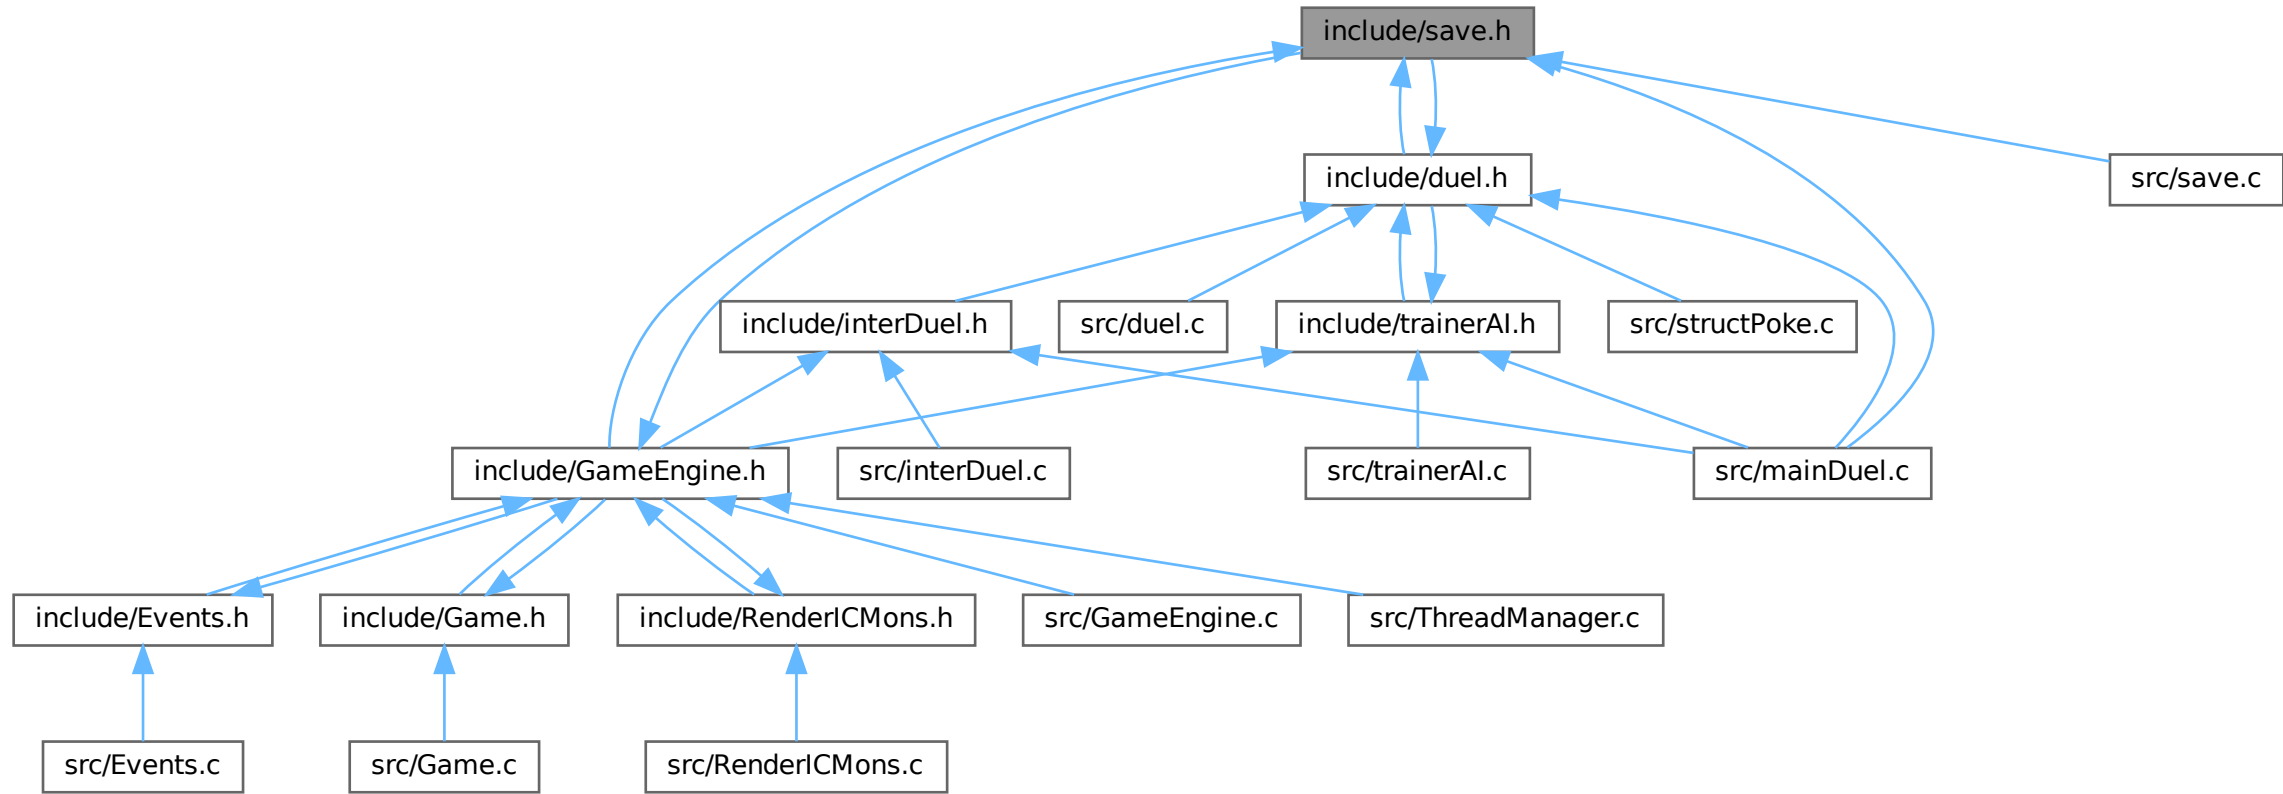 include/save.h
include/duel.h
src/save.c
include/interDuel.h
src/duel.c
include/trainerAI.h
src/structPoke.c
include/GameEngine.h
src/interDuel.c
src/trainerAI.c
src/mainDuel.c
include/Events.h
include/Game.h
include/RenderICMons.h
src/GameEngine.c
src/ThreadManager.c
src/Events.c
src/Game.c
src/RenderICMons.c